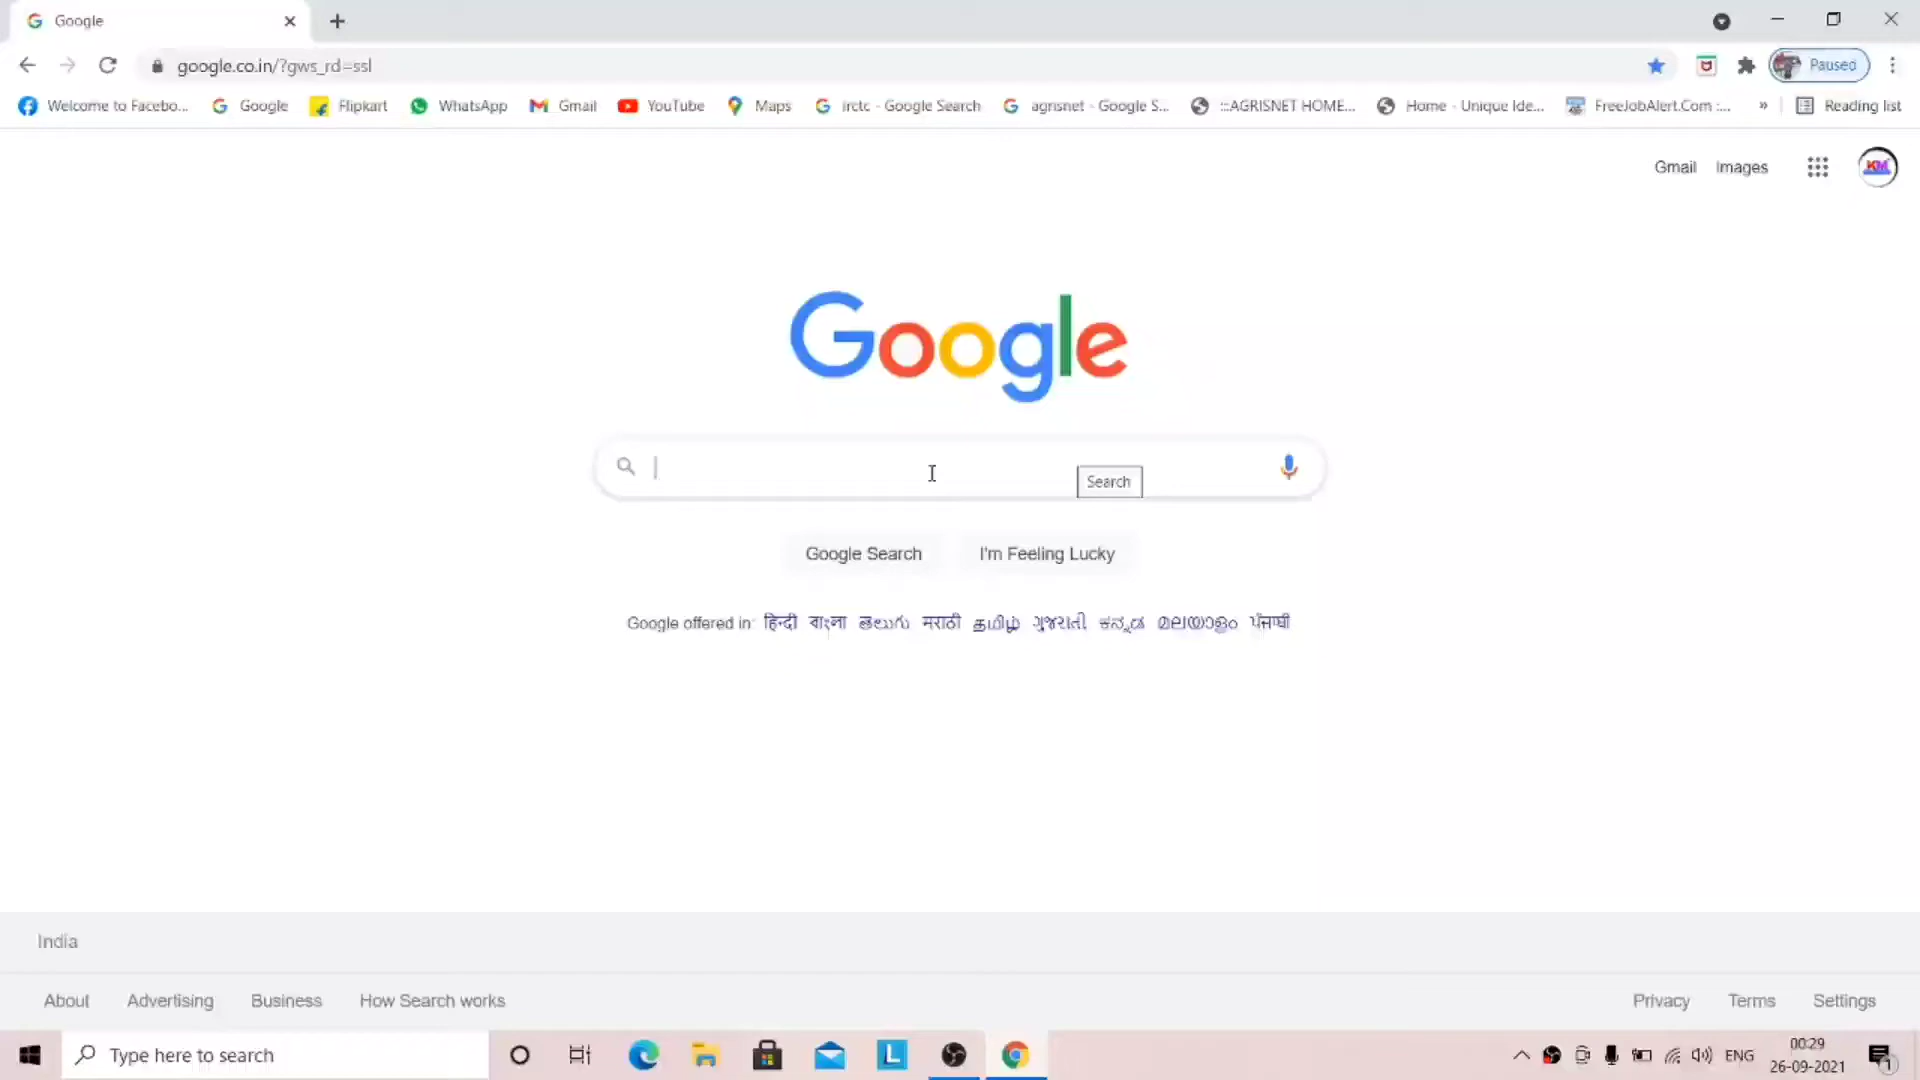 Google
google.co.in/?gws_rd=ssl
Paused
Welcome to Facebo... Google Flipkart WhatsApp Gmail YouTube Maps irctc - Google Search agrisnet - Google S... :::AGRISNET HOME... Home - Unique Ide... FreeJobAlert.Com :... » Reading list
Gmail Images KM
Google
Search
Google Search I'm Feeling Lucky
Google offered in: हिन्दी বাংলা తెలుగు मराठी தமிழ் ગુજરાતી ಕನ್ನಡ മലയാളം ਪੰਜਾਬੀ
India
About Advertising Business How Search works Privacy Terms Settings
Type here to search L ENG 00:29
26-09-2021 1